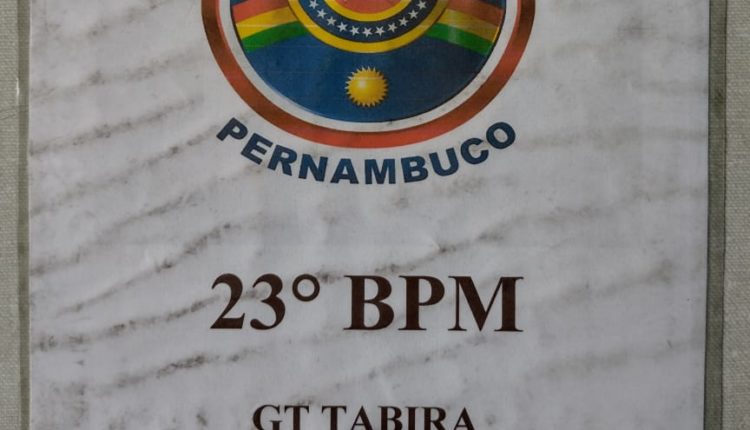 PERNAMBUCO
23° BPM
GT TABIRA